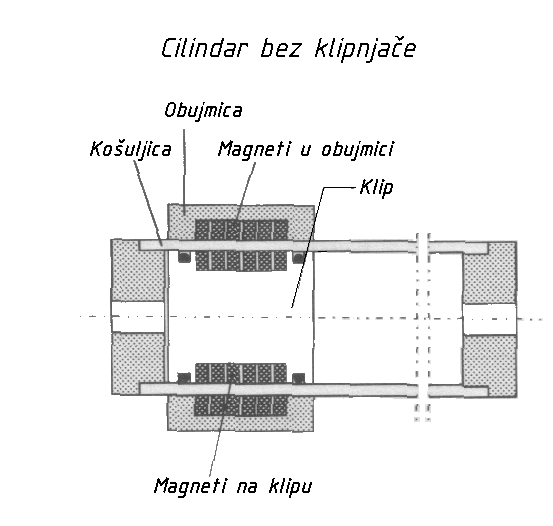 Cilindar bez klipnjače
Obujmica
Košuljica
Magneti u obujmici
Klip
Magneti na klipu